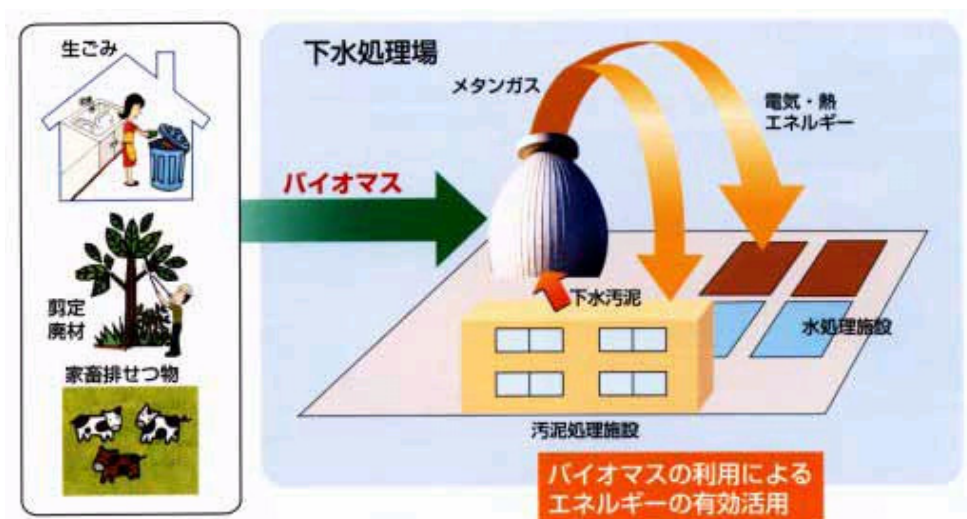 生ごみ
剪定
廃材
家畜排せつ物
バイオマス
下水処理場
メタンガス
電気・熱
エネルギー
下水汚泥
水処理施設
汚泥処理施設
バイオマスの利用による
エネルギーの有効活用